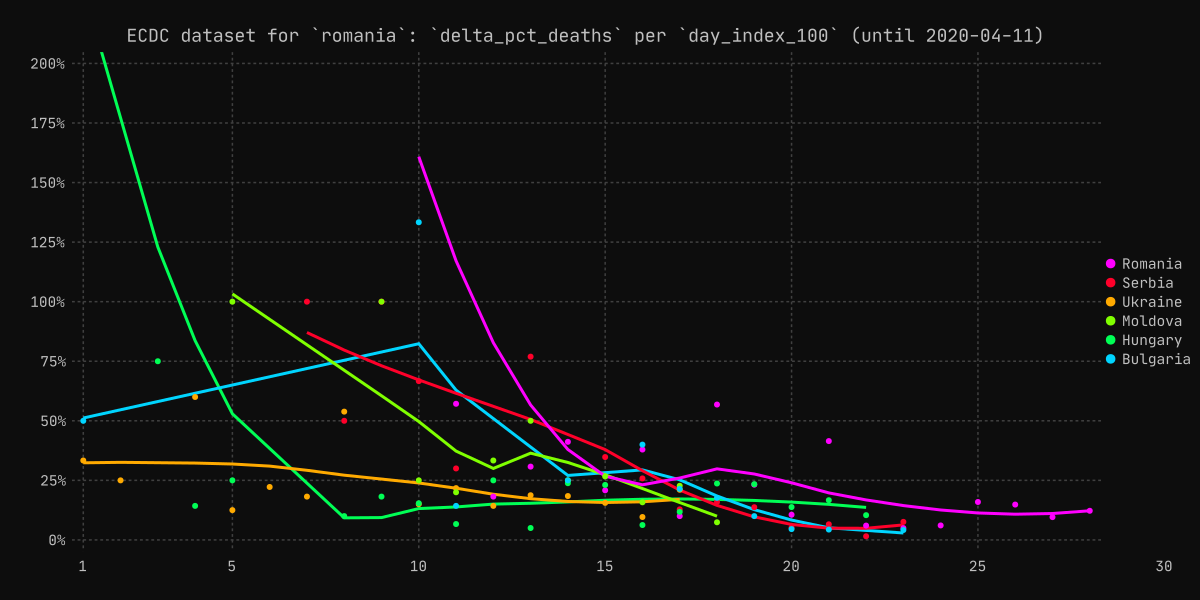 ECDC dataset for `romania`: `delta_pct_deaths` per `day_index_100` (until 2020-04-11)
200%
175%
150%
125%
100%
75%
50%
25%
0%
1 5 10 15 20 25 30
Romania
Serbia
Ukraine
Moldova
Hungary
Bulgaria